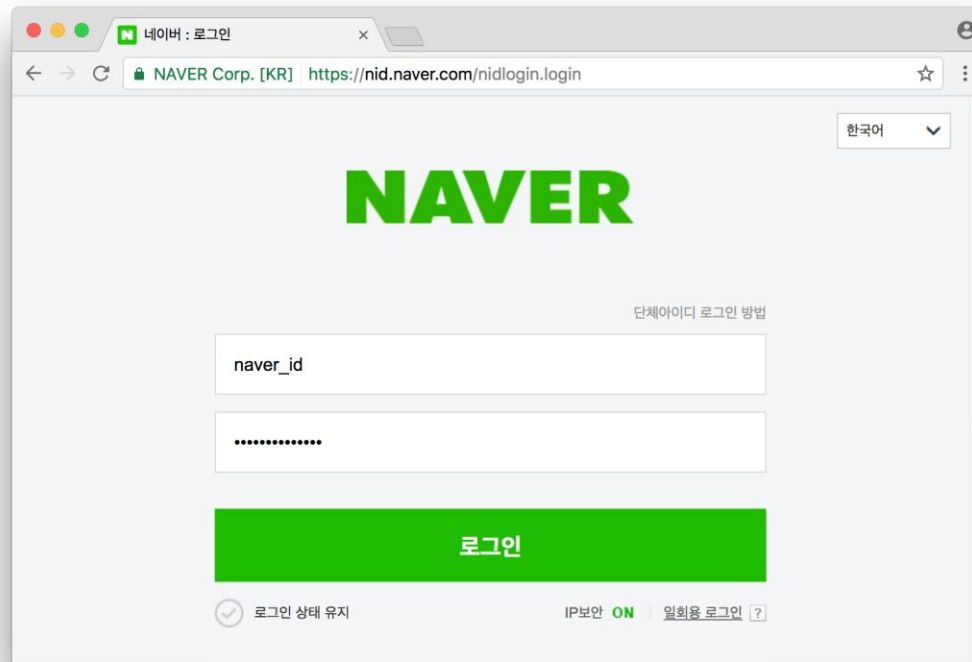 네이버 : 로그인
NAVER Corp. [KR] https://nid.naver.com/nidlogin.login
한국어
NAVER
단체아이디 로그인 방법
naver_id
••••••••••••••
로그인
로그인 상태 유지 IP보안 ON 일회용 로그인 ?